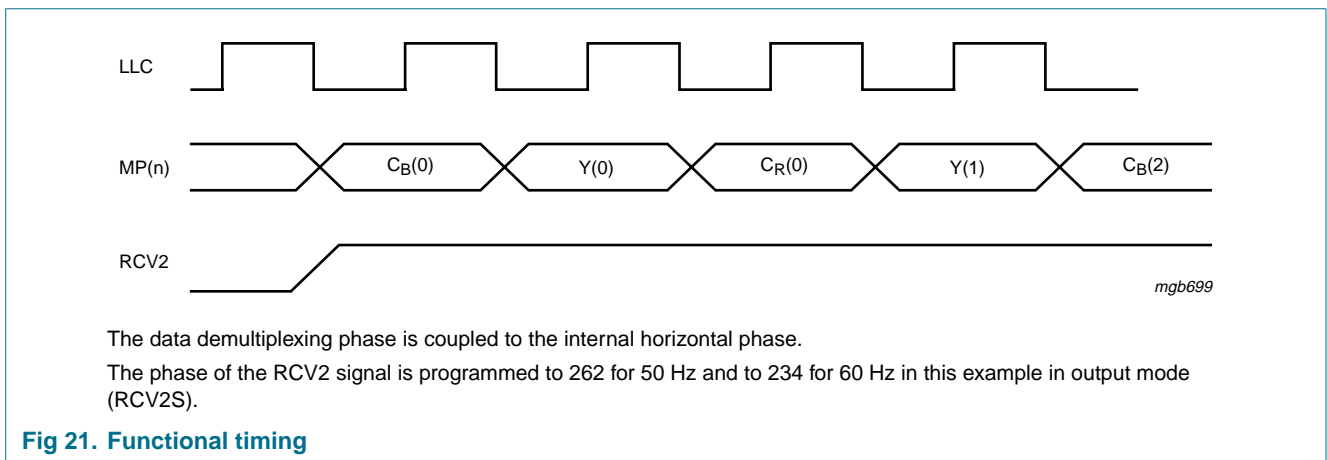 LLC
MP(n)
CB(0) Y(0) CR(0) Y(1) CB(2)
RCV2
mgb699
The data demultiplexing phase is coupled to the internal horizontal phase.
The phase of the RCV2 signal is programmed to 262 for 50 Hz and to 234 for 60 Hz in this example in output mode
(RCV2S).
Fig 21. Functional timing